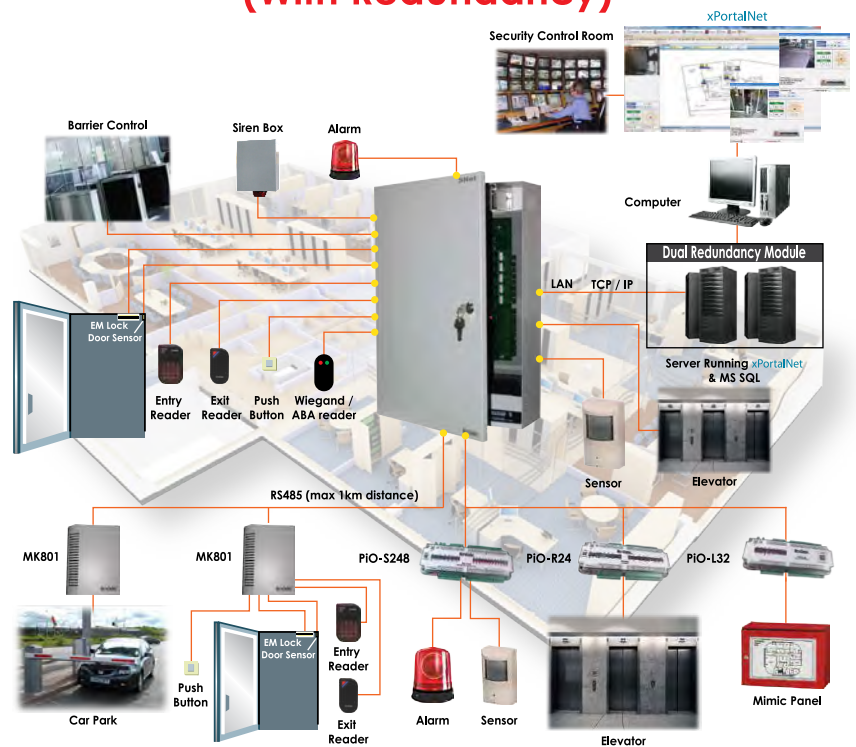 (With Redundancy)
xPortalNet
Security Control Room
Barrier Control
Siren Box
Alarm
Computer
Dual Redundancy Module
LAN TCP / IP
EM Lock
Door Sensor
Server Running xPortalNet
& MS SQL
Entry
Reader
Exit
Reader
Push
Button
Wiegand /
ABA reader
Sensor
Elevator
RS485 (max 1km distance)
MK801
MK801
PiO-S248
PiO-R24
PiO-L32
EM Lock
Door Sensor
Entry
Reader
Push
Button
Exit
Reader
Car Park
Alarm
Sensor
Elevator
Mimic Panel